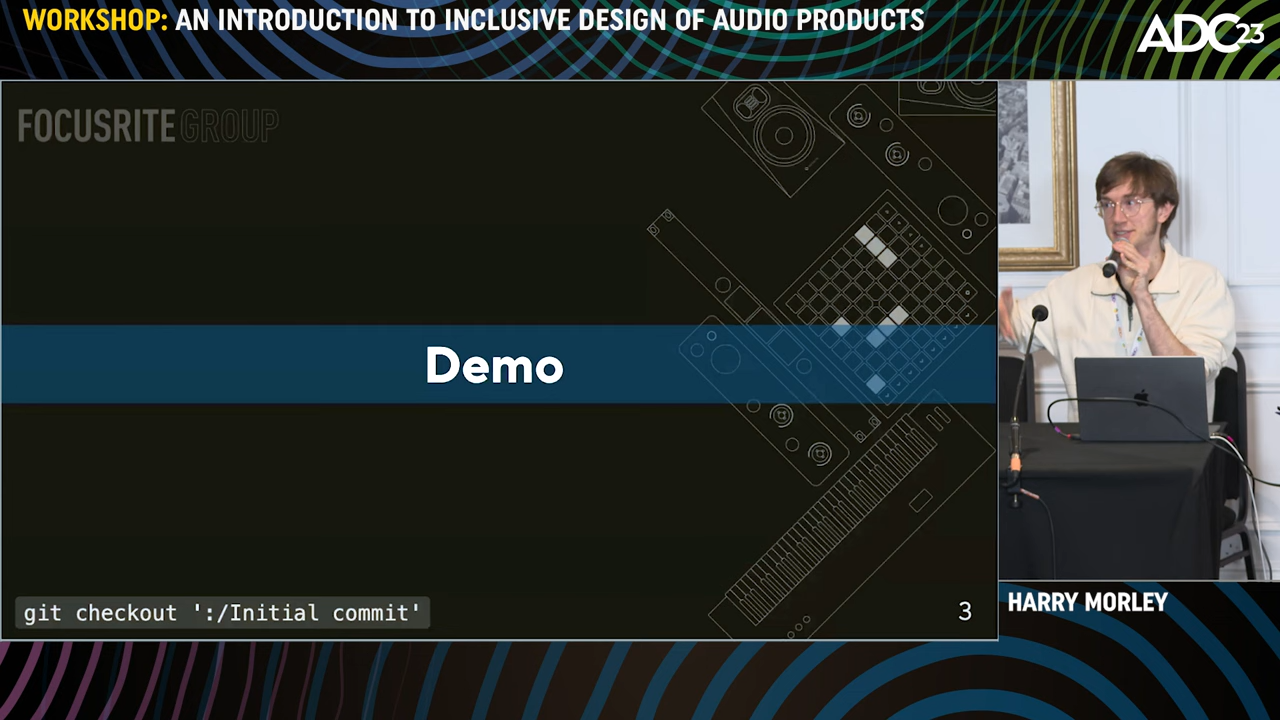 WORKSHOP: AN INTRODUCTION TO INCLUSIVE DESIGN OF AUDIO PRODUCTS
ADC23
FOCUSRITE GROUP
Demo
git checkout ':/Initial commit'
3
HARRY MORLEY